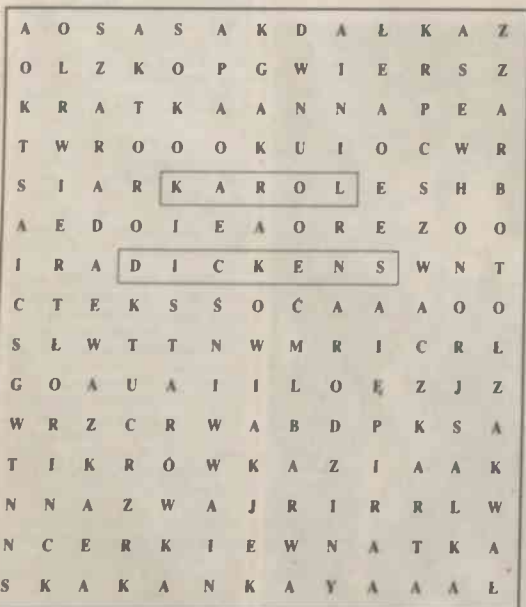 A O S A S A K D A Ł K A Z
O L Z K O P G W I E R S Z
K R A T K A A N N A P E A
T W R O O O K U I O C W R
S I A R K A R O L E S H B
A E D O I E A O R E Z O O
I R A D I C K E N S W N T
C T E K S Ś O Ć A A A O O
S Ł W T T N W M R I C R Ł
G O A U A I I L O Ę Z J Z
W R Z C R W A B D P K S A
T I K R Ó W K A Z I A A K
N N A Z W A J R I R R L W
N C E R K I E W N A T K A
S K A K A N K A Y A A A Ł